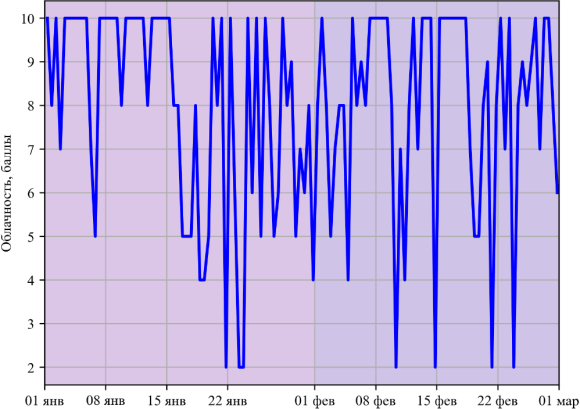 Облачность, баллы
10
9
8
7
6
5
4
3
2
01 янв
08 янв
15 янв
22 янв
01 фев
08 фев
15 фев
22 фев
01 мар